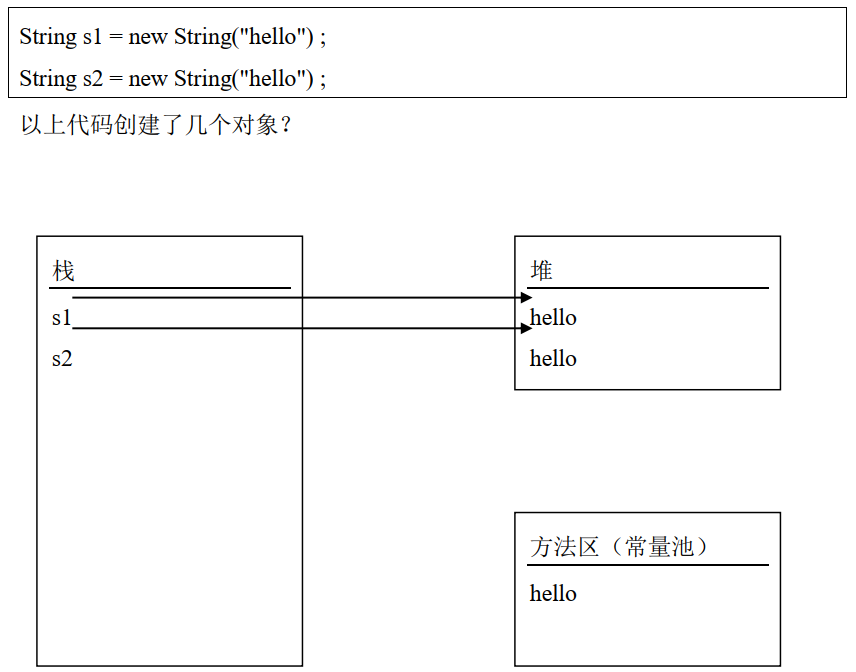 String s1 = new String("hello") ;
String s2 = new String("hello") ;
以上代码创建了几个对象？
栈
s1
s2
堆
hello
hello
方法区（常量池）
hello